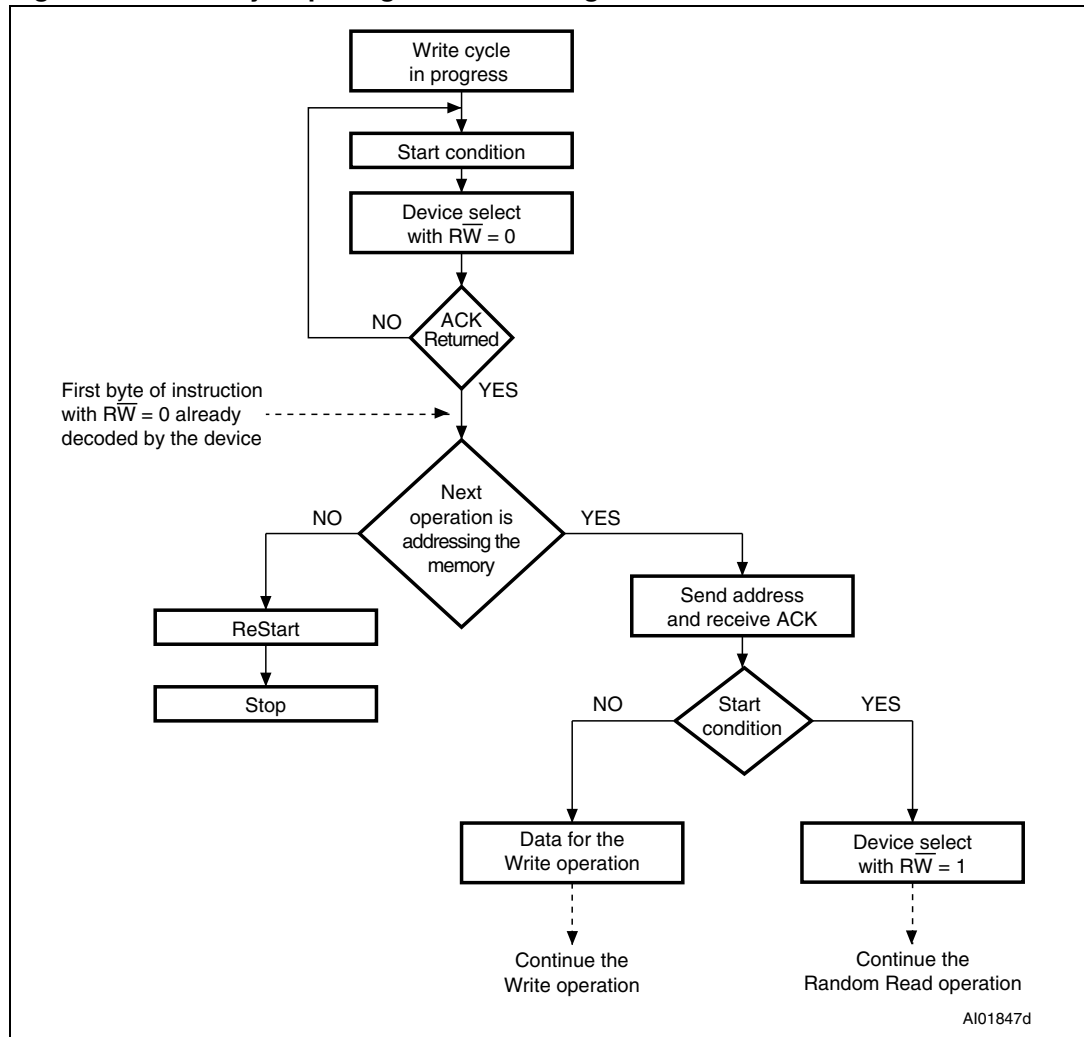 Write cycle
in progress
Start condition
Device select
with RW̅ = 0
NO
ACK
Returned
YES
First byte of instruction
with RW̅ = 0 already
decoded by the device
NO
Next
operation is
addressing the
memory
YES
ReStart
Stop
Send address
and receive ACK
NO
Start
condition
YES
Data for the
Write operation
Device select
with RW̅ = 1
Continue the
Write operation
Continue the
Random Read operation
AI01847d